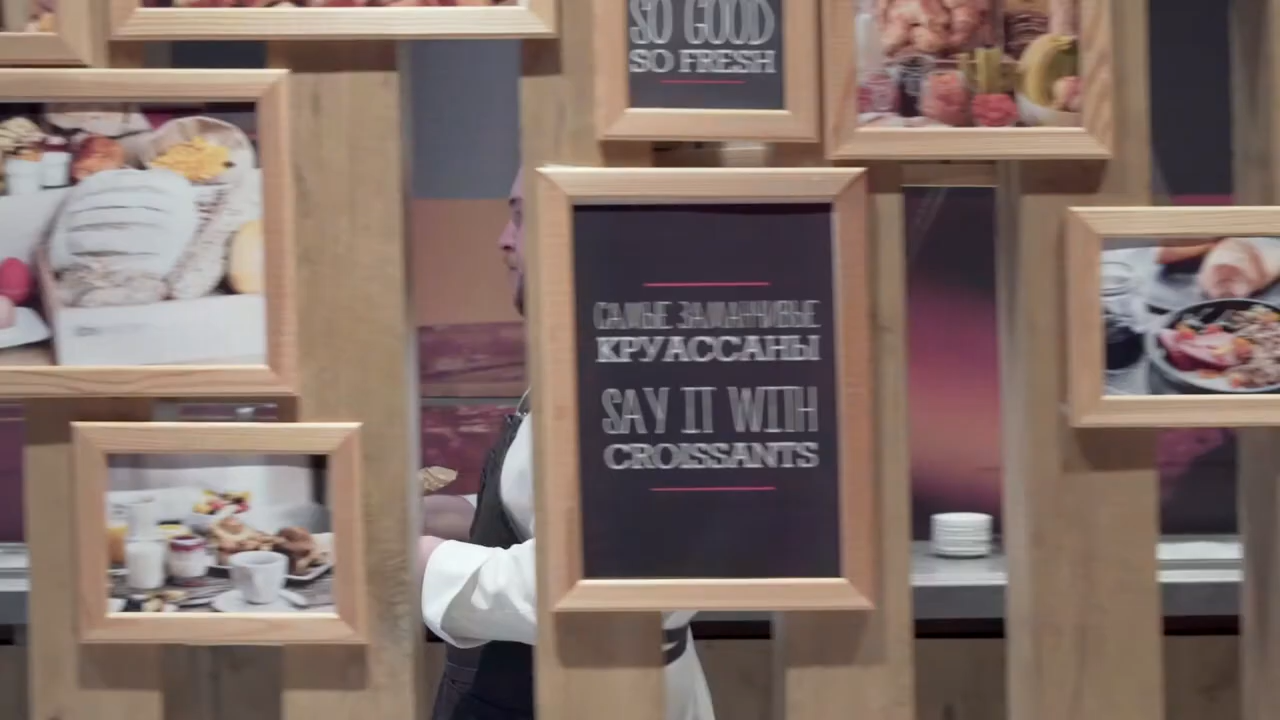 SO GOOD
SO FRESH
САМЫЕ ЗАМАНЧИВЫЕ
КРУАССАНЫ
SAY IT WITH
CROISSANTS